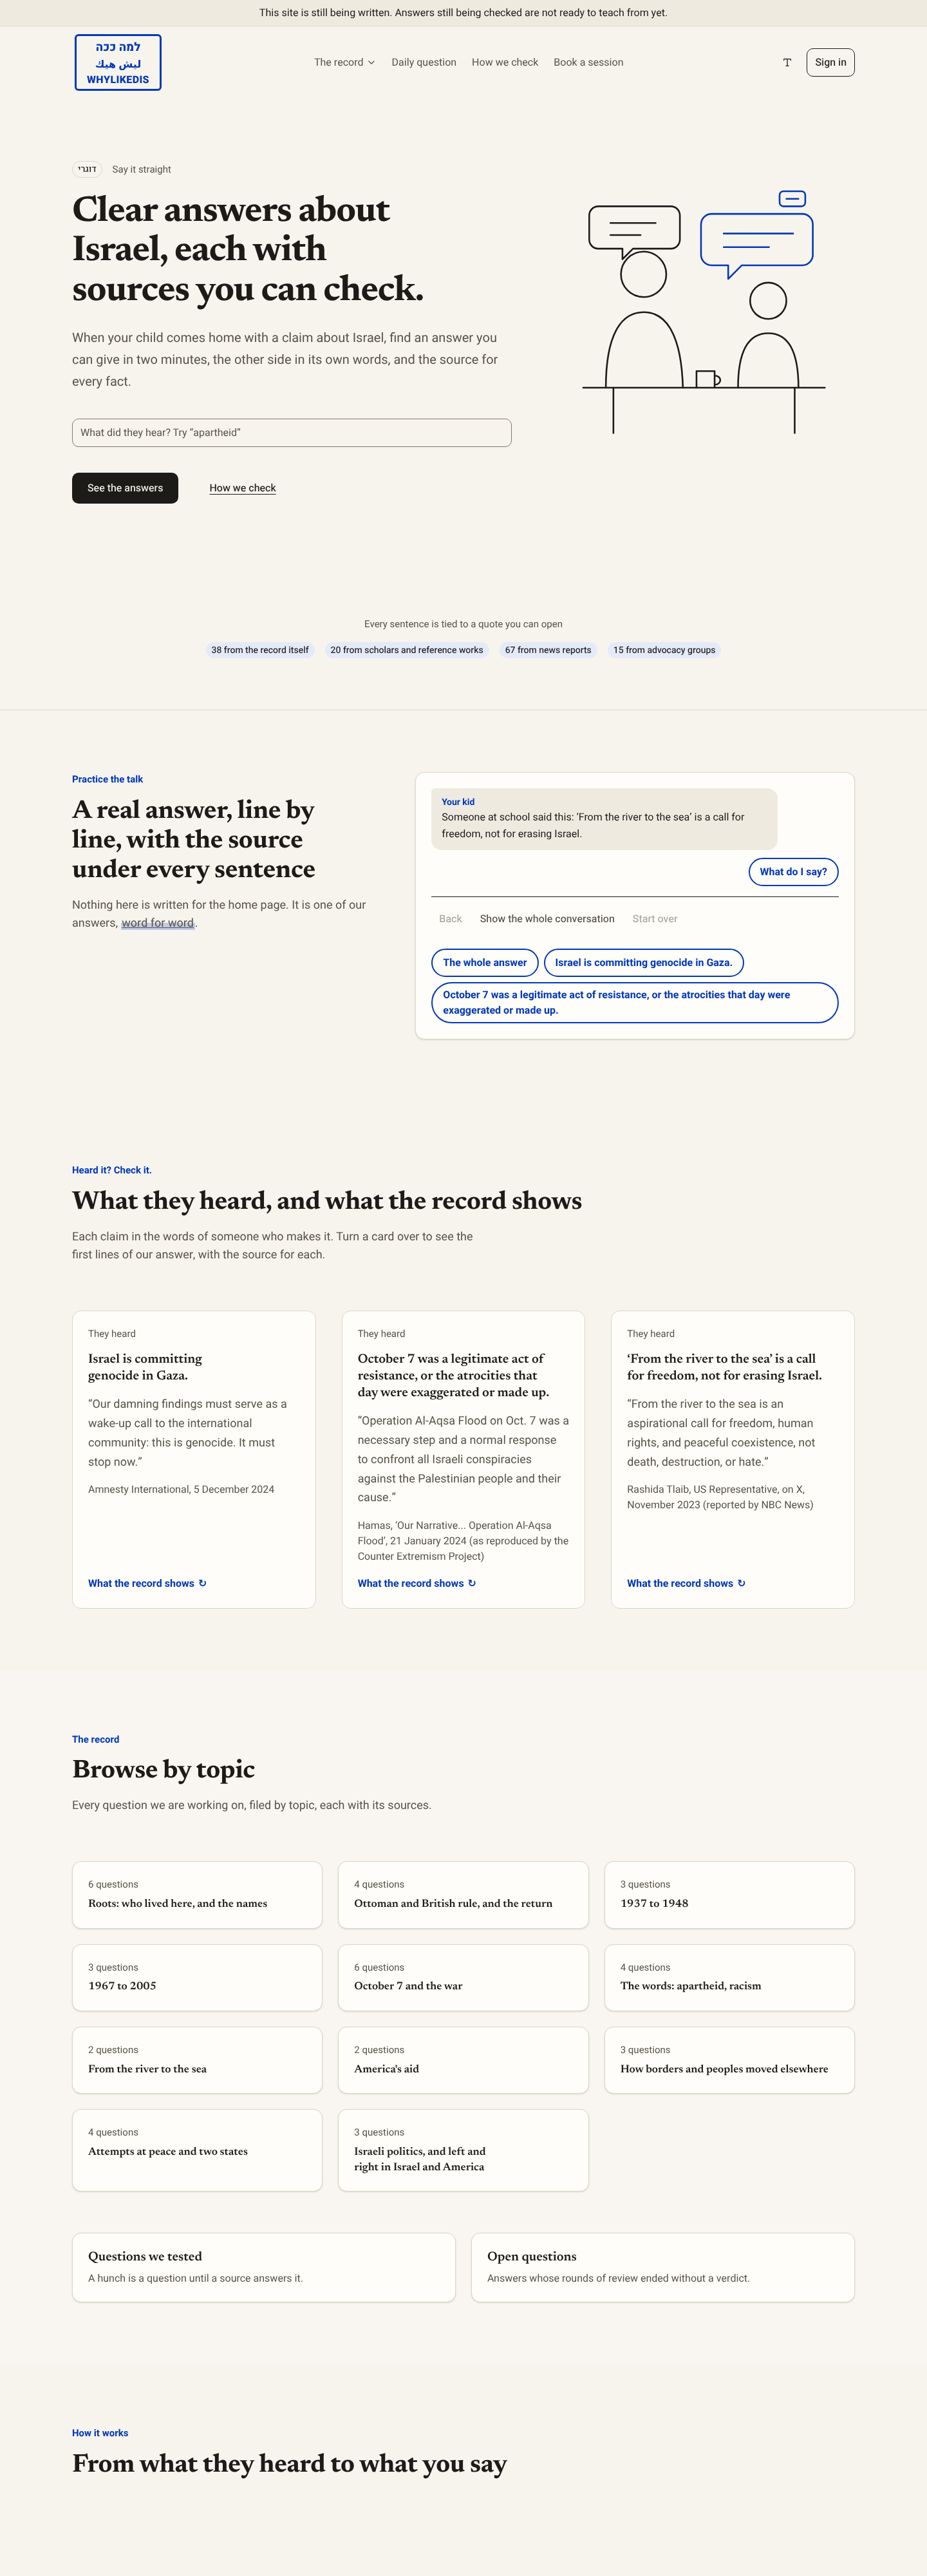 This site is still being written. Answers still being checked are not ready to teach from yet.
למה ככה
ليش هيك
WHYLIKEDIS
The record
Daily question
How we check
Book a session
T
Sign in
דוגרי
Say it straight
Clear answers about
Israel, each with
sources you can check.
When your child comes home with a claim about Israel, find an answer you
can give in two minutes, the other side in its own words, and the source for
every fact.
What did they hear? Try “apartheid”
See the answers
How we check
Every sentence is tied to a quote you can open
38 from the record itself
20 from scholars and reference works
67 from news reports
15 from advocacy groups
Practice the talk
A real answer, line by
line, with the source
under every sentence
Nothing here is written for the home page. It is one of our
answers, word for word.
Your kid
Someone at school said this: ‘From the river to the sea’ is a call for
freedom, not for erasing Israel.
What do I say?
Back
Show the whole conversation
Start over
The whole answer
Israel is committing genocide in Gaza.
October 7 was a legitimate act of resistance, or the atrocities that day were
exaggerated or made up.
Heard it? Check it.
What they heard, and what the record shows
Each claim in the words of someone who makes it. Turn a card over to see the
first lines of our answer, with the source for each.
They heard
Israel is committing
genocide in Gaza.
“Our damning findings must serve as a
wake-up call to the international
community: this is genocide. It must
stop now.”
Amnesty International, 5 December 2024
What the record shows ↻
They heard
October 7 was a legitimate act of
resistance, or the atrocities that
day were exaggerated or made up.
“Operation Al-Aqsa Flood on Oct. 7 was a
necessary step and a normal response
to confront all Israeli conspiracies
against the Palestinian people and their
cause.”
Hamas, ‘Our Narrative... Operation Al-Aqsa
Flood’, 21 January 2024 (as reproduced by the
Counter Extremism Project)
What the record shows ↻
They heard
‘From the river to the sea’ is a call
for freedom, not for erasing Israel.
“From the river to the sea is an
aspirational call for freedom, human
rights, and peaceful coexistence, not
death, destruction, or hate.”
Rashida Tlaib, US Representative, on X,
November 2023 (reported by NBC News)
What the record shows ↻
The record
Browse by topic
Every question we are working on, filed by topic, each with its sources.
6 questions
Roots: who lived here, and the names
4 questions
Ottoman and British rule, and the return
3 questions
1937 to 1948
3 questions
1967 to 2005
6 questions
October 7 and the war
4 questions
The words: apartheid, racism
2 questions
From the river to the sea
2 questions
America's aid
3 questions
How borders and peoples moved elsewhere
4 questions
Attempts at peace and two states
3 questions
Israeli politics, and left and
right in Israel and America
Questions we tested
A hunch is a question until a source answers it.
Open questions
Answers whose rounds of review ended without a verdict.
How it works
From what they heard to what you say